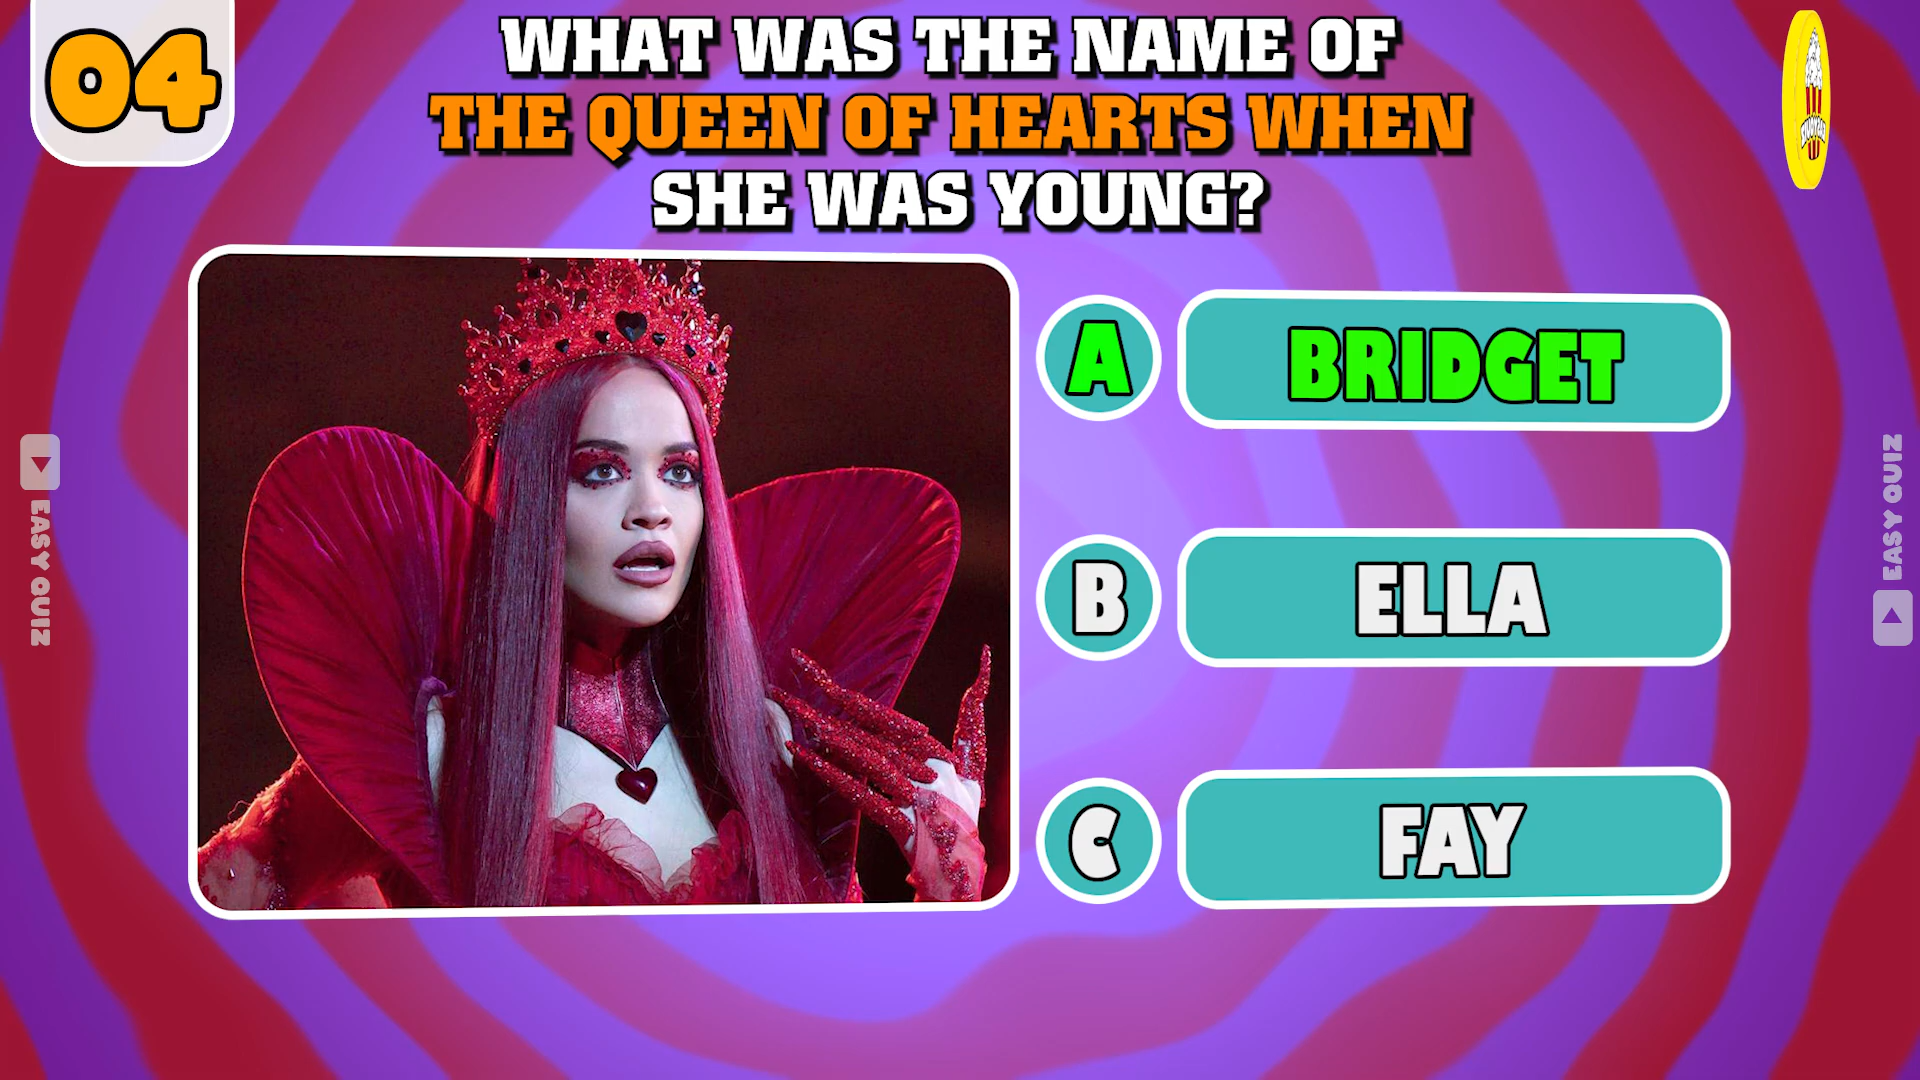 04
WHAT WAS THE NAME OF
THE QUEEN OF HEARTS WHEN
SHE WAS YOUNG?
A
BRIDGET
B
ELLA
C
FAY
EASY QUIZ
EASY QUIZ